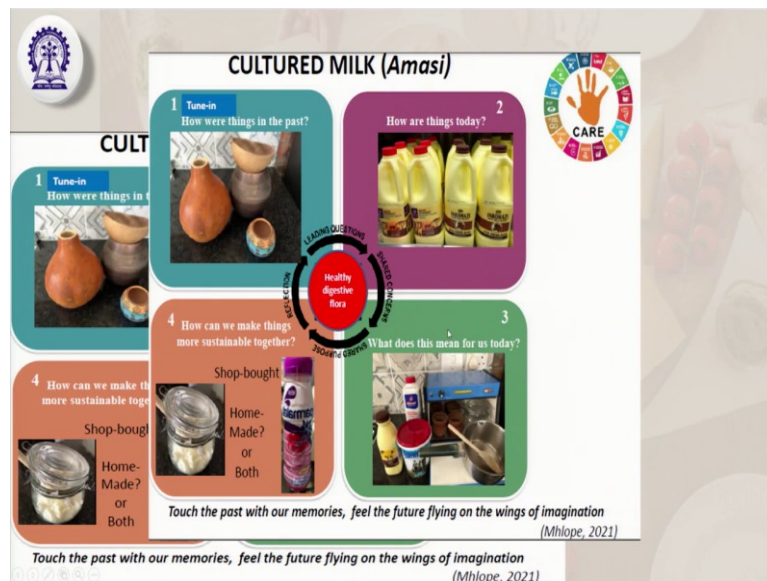 CULTURED MILK (Amasi)
CARE
1 Tune-in
How were things in the past?
2
How are things today?
LEADING QUESTIONS
SHARED CONCERNS
SHARED PURPOSE
REFLECTION
Healthy
digestive
flora
3
What does this mean for us today?
4
How can we make things
more sustainable together?
Shop-bought
Home-
Made?
or
Both
parmalat
Touch the past with our memories, feel the future flying on the wings of imagination
(Mhlope, 2021)
CULT
1 Tune-in
How were things in t
4
How can we make th
more sustainable toge
Shop-bough
Home-
Made?
or
Both
Touch the past with our memories, feel the future flying on the wings of imagination
(Mhlope, 2021)